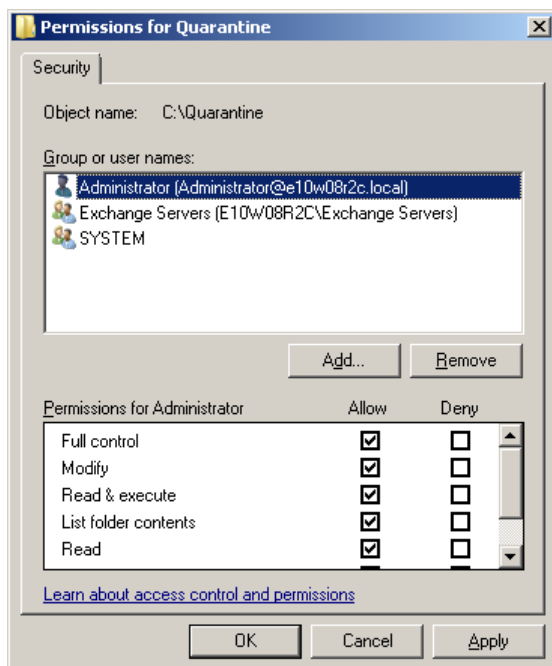 Permissions for Quarantine
Security
Object name: C:\Quarantine
Group or user names:
Administrator (Administrator@e10w08r2c.local)
Exchange Servers (E10W08R2C\Exchange Servers)
SYSTEM
Add... Remove
Permissions for Administrator Allow Deny
Full control
Modify
Read & execute
List folder contents
Read
Learn about access control and permissions
OK Cancel Apply